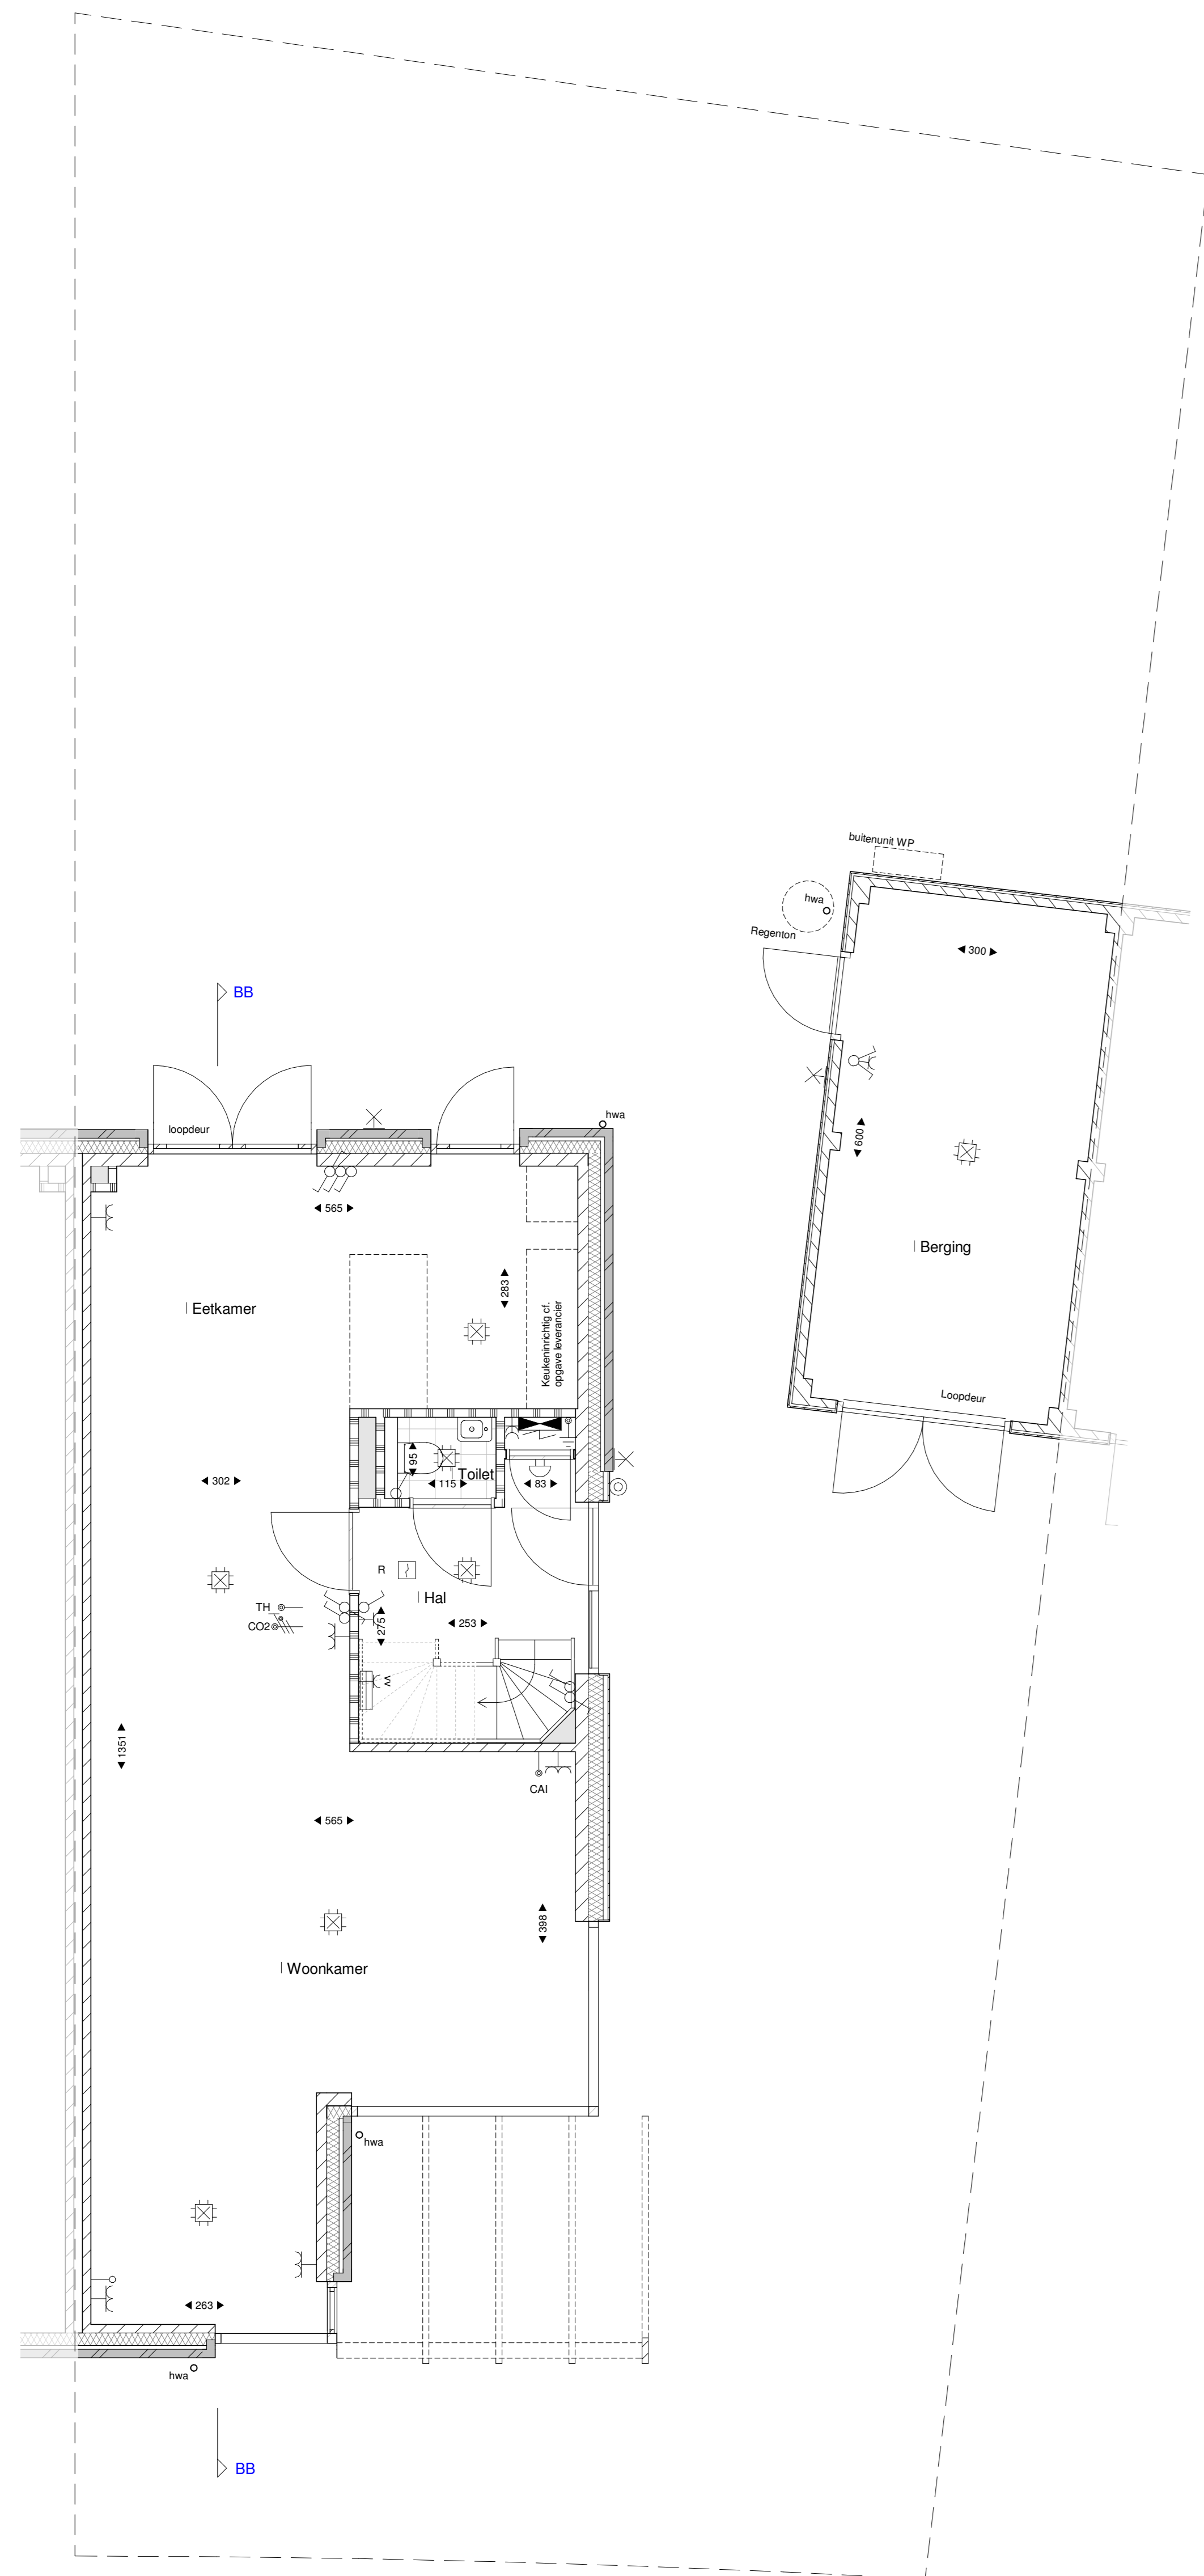 buitenunit WP
hwa
Regenton
300
BB
600
hwa
loopdeur
565
Berging
283
Eetkamer
Keukeninrichtig cf.
opgave leverancier
Loopdeur
95
Toilet
302
115
83
R
Hal
TH
275
253
CO2
W
1351
CAI
565
398
Woonkamer
hwa
263
hwa
BB